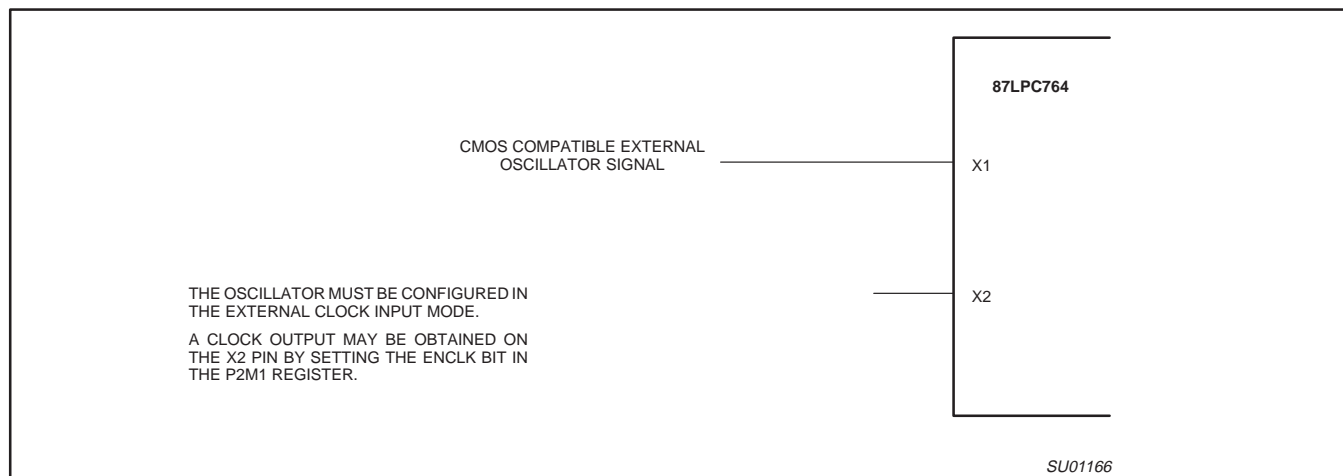 87LPC764
CMOS COMPATIBLE EXTERNAL
OSCILLATOR SIGNAL
X1
THE OSCILLATOR MUST BE CONFIGURED IN
THE EXTERNAL CLOCK INPUT MODE.
X2
A CLOCK OUTPUT MAY BE OBTAINED ON
THE X2 PIN BY SETTING THE ENCLK BIT IN
THE P2M1 REGISTER.
SU01166